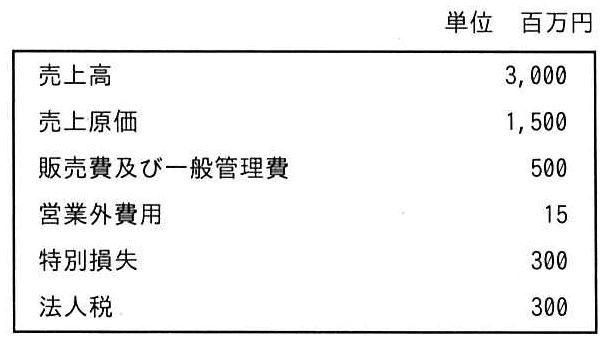 単位 百万円
売上高 3,000
売上原価 1,500
販売費及び一般管理費 500
営業外費用 15
特別損失 300
法人税 300